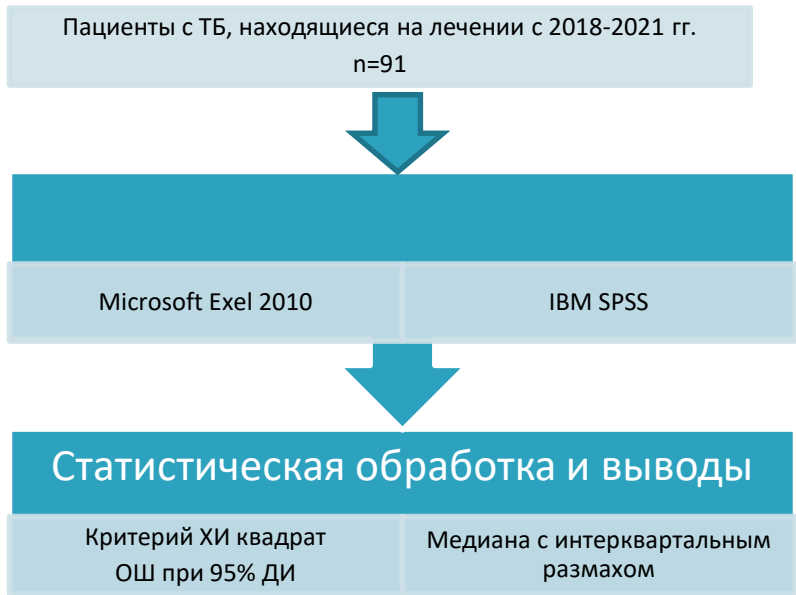 Пациенты с ТБ, находящиеся на лечении с 2018-2021 гг.
n=91
Microsoft Exel 2010
IBM SPSS
Статистическая обработка и выводы
Критерий ХИ квадрат
ОШ при 95% ДИ
Медиана с интерквартальным
размахом